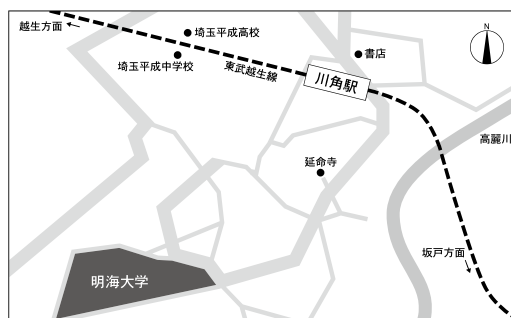 越生方面
埼玉平成高校
埼玉平成中学校
東武越生線
川角駅
書店
N
高麗川
延命寺
坂戸方面
明海大学